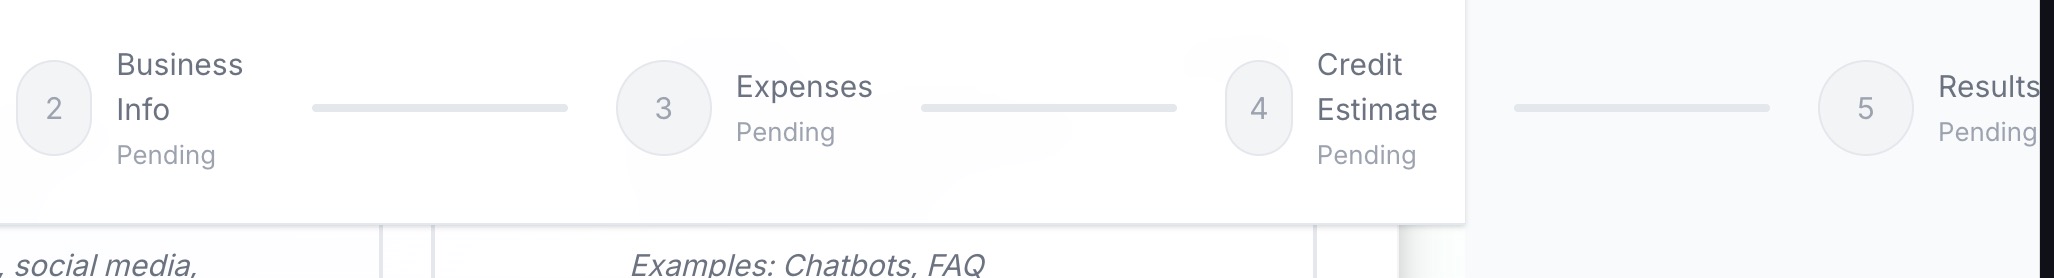 2
Business
Info
Pending
3
Expenses
Pending
4
Credit
Estimate
Pending
5
Results
Pending
, social media,
Examples: Chatbots, FAQ